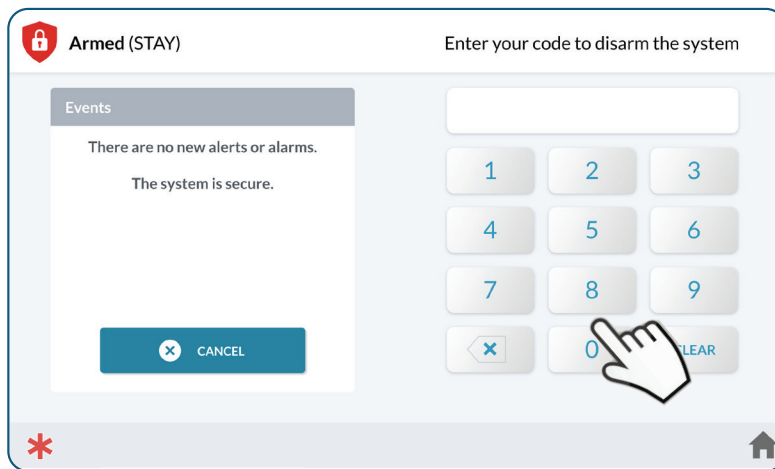 Armed (STAY)
Enter your code to disarm the system
Events
There are no new alerts or alarms.
The system is secure.
CANCEL
1 2 3
4 5 6
7 8 9
0